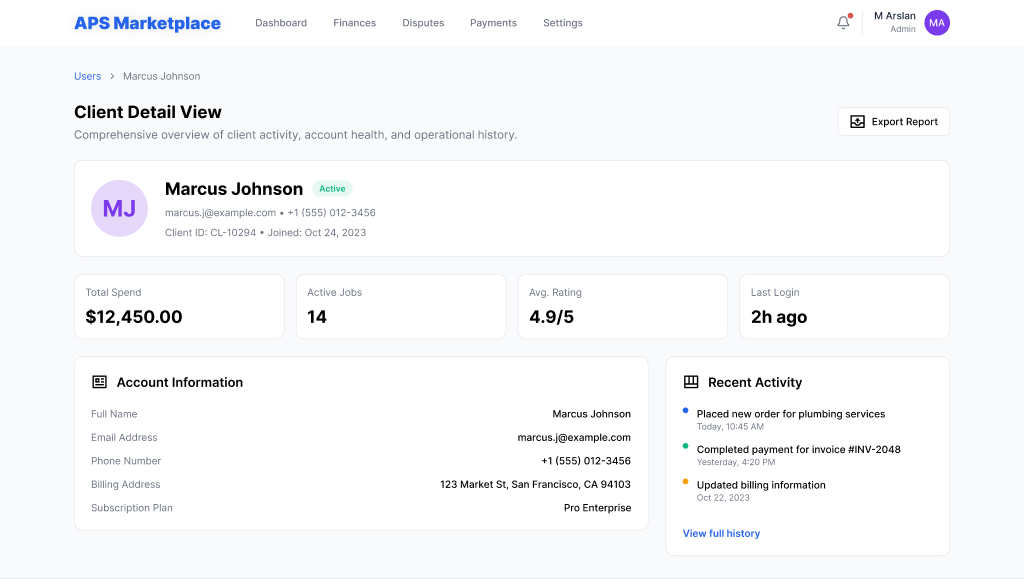 APS Marketplace
Dashboard
Finances
Disputes
Payments
Settings
M Arslan
Admin
MA
Users > Marcus Johnson
Client Detail View
Comprehensive overview of client activity, account health, and operational history.
Export Report
MJ
Marcus Johnson
Active
marcus.j@example.com • +1 (555) 012-3456
Client ID: CL-10294 • Joined: Oct 24, 2023
Total Spend
$12,450.00
Active Jobs
14
Avg. Rating
4.9/5
Last Login
2h ago
Account Information
Full Name
Marcus Johnson
Email Address
marcus.j@example.com
Phone Number
+1 (555) 012-3456
Billing Address
123 Market St, San Francisco, CA 94103
Subscription Plan
Pro Enterprise
Recent Activity
Placed new order for plumbing services
Today, 10:45 AM
Completed payment for invoice #INV-2048
Yesterday, 4:20 PM
Updated billing information
Oct 22, 2023
View full history